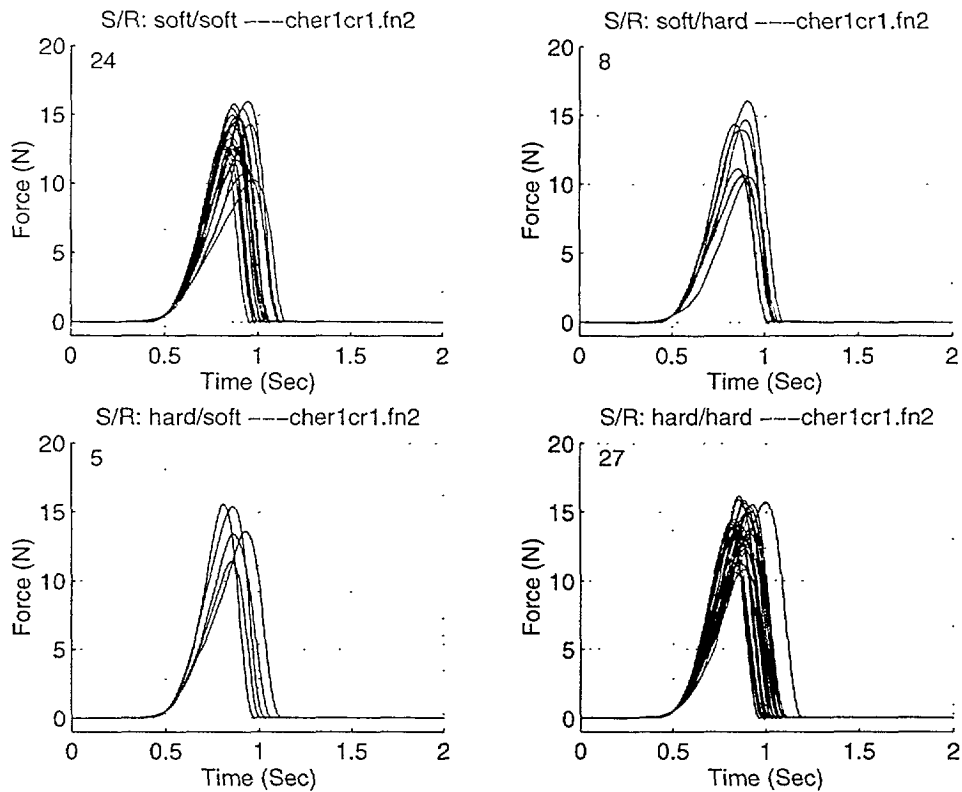 S/R: soft/soft ----cher1cr1.fn2
20
24
15
10
5
0
Force (N)
0 0.5 1 1.5 2
Time (Sec)
S/R: soft/hard ----cher1cr1.fn2
20
8
15
10
5
0
Force (N)
0 0.5 1 1.5 2
Time (Sec)
S/R: hard/soft ----cher1cr1.fn2
20
5
15
10
5
0
Force (N)
0 0.5 1 1.5 2
Time (Sec)
S/R: hard/hard ----cher1cr1.fn2
20
27
15
10
5
0
Force (N)
0 0.5 1 1.5 2
Time (Sec)